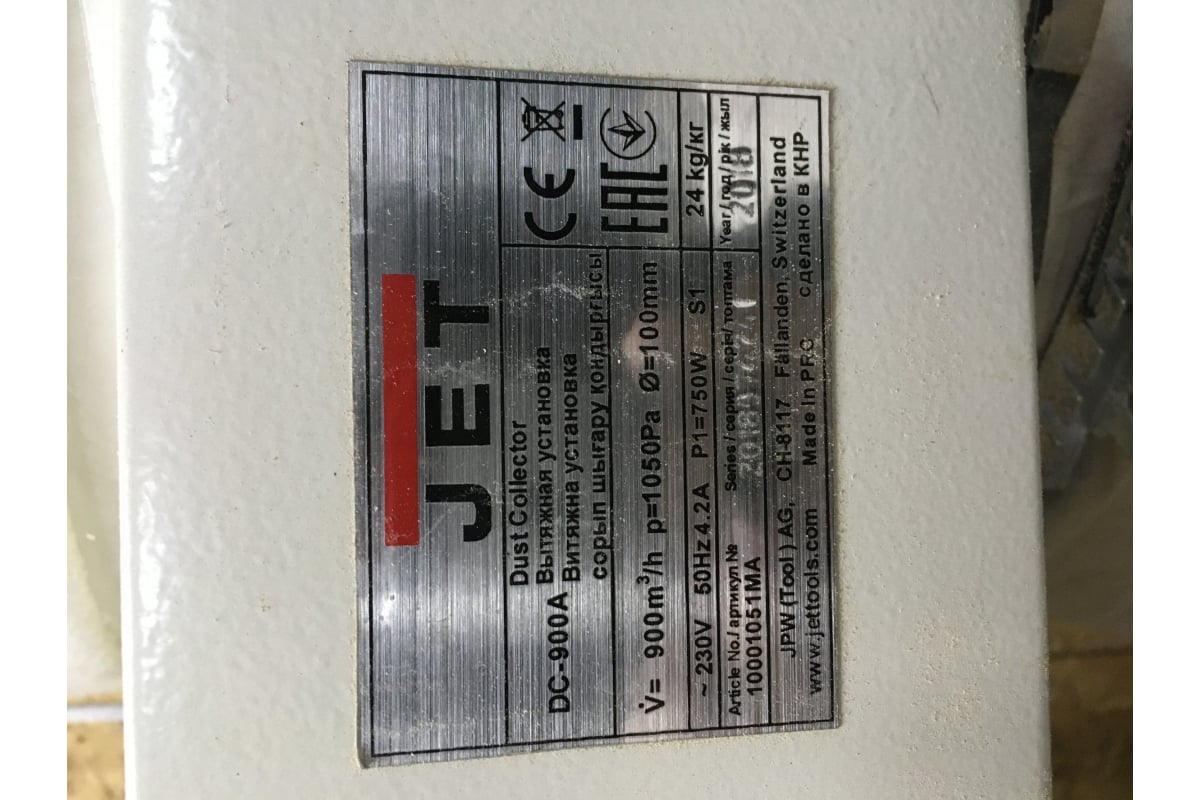 JET
Dust Collector
DC-900A Вытяжная установка
Витяжна установка
сорып шығару қондырғысы
CE
EAC
V̇= 900m³/h p=1050Pa Ø=100mm
~ 230V 50Hz 4.2A P1=750W S1
24 kg/кг
Article No./ артикул №
10001051MA
Series / серия / серы/ топтама
Year / год / рік / жыл
2018
JPW (Tool) AG, CH-8117 Fällanden, Switzerland
www.jettools.com Made in PRC сделано в КНР